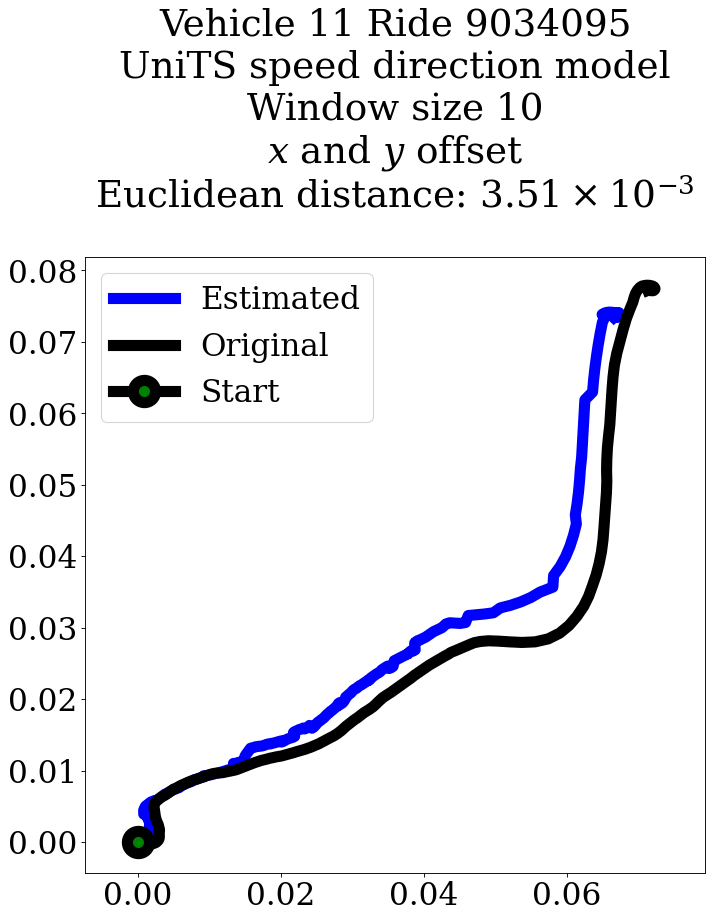 Vehicle 11 Ride 9034095
UniTS speed direction model
Window size 10
x and y offset
Euclidean distance: 3.51 × 10⁻³
Estimated
Original
Start
0.08
0.07
0.06
0.05
0.04
0.03
0.02
0.01
0.00
0.00 0.02 0.04 0.06